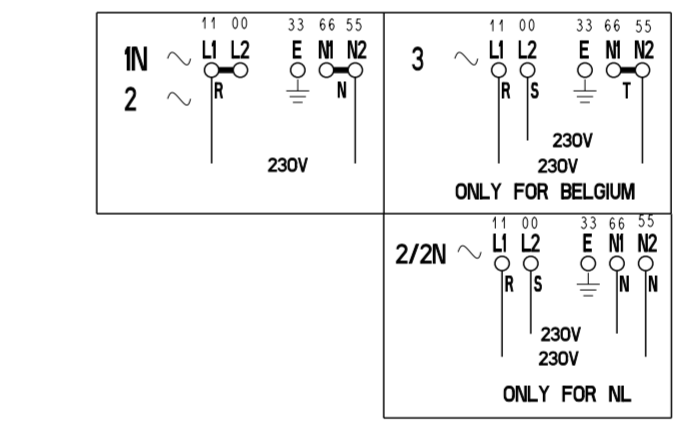 11 00 33 66 55
1N ~ L1 L2 E N1 N2
2 ~ R N
230V
11 00 33 66 55
3 ~ L1 L2 E N1 N2
R S T
230V
230V
ONLY FOR BELGIUM
11 00 33 66 55
2/2N ~ L1 L2 E N1 N2
R S N N
230V
230V
ONLY FOR NL